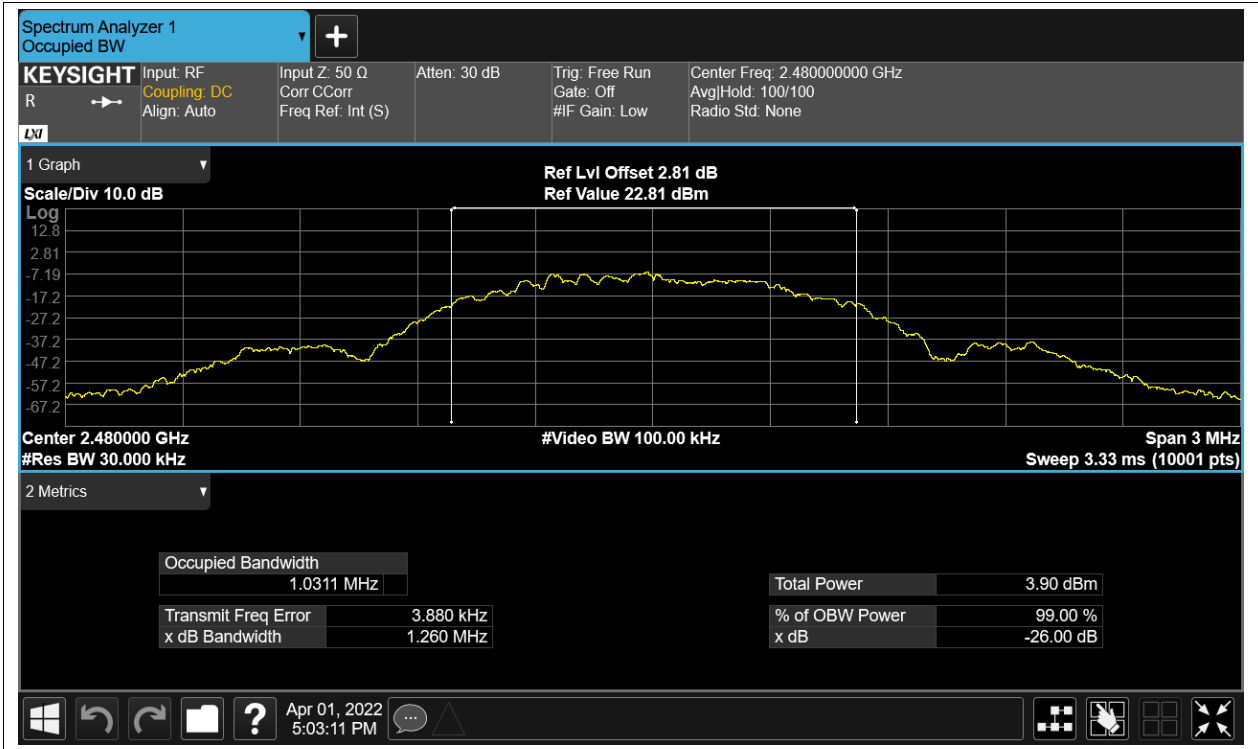 Spectrum Analyzer 1
Occupied BW
KEYSIGHT
R
LXI
Input: RF
Coupling: DC
Align: Auto
Input Z: 50 Ω
Corr CCorr
Freq Ref: Int (S)
Atten: 30 dB
Trig: Free Run
Gate: Off
#IF Gain: Low
Center Freq: 2.480000000 GHz
Avg|Hold: 100/100
Radio Std: None
1 Graph
Scale/Div 10.0 dB
Ref Lvl Offset 2.81 dB
Ref Value 22.81 dBm
Log
12.8
2.81
-7.19
-17.2
-27.2
-37.2
-47.2
-57.2
-67.2
Center 2.480000 GHz
#Video BW 100.00 kHz
Span 3 MHz
#Res BW 30.000 kHz
Sweep 3.33 ms (10001 pts)
2 Metrics
Occupied Bandwidth
1.0311 MHz
Total Power 3.90 dBm
Transmit Freq Error 3.880 kHz
% of OBW Power 99.00 %
x dB Bandwidth 1.260 MHz
x dB -26.00 dB
?
Apr 01, 2022
5:03:11 PM